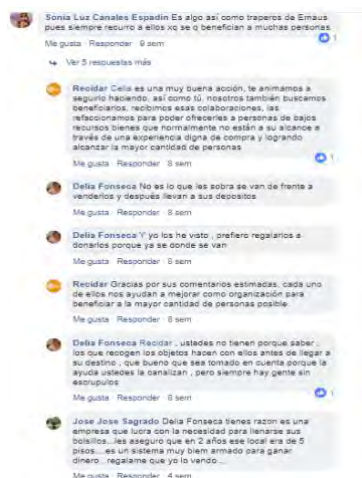 Sonia Luz Canales Espadin Es algo así como traperos de Emaus
pues siempre recurro a ellos xq se q benefician a muchas personas
1
Me gusta · Responder · 9 sem
Ver 5 respuestas más
Recidar Celia es una muy buena acción, te animamos a
seguirlo haciendo, así como tú, nosotros también buscamos
beneficiarlos, recibimos esas colaboraciones, las
refaccionamos para poder ofrecerles a personas de bajos
recursos bienes que normalmente no están a su alcance a
través de una experiencia digna de compra y logrando
alcanzar la mayor cantidad de personas
1
Me gusta · Responder · 8 sem
Delia Fonseca No es lo que les sobra se van de frente a
venderlos y después llevan a sus depositos
Me gusta · Responder · 8 sem
Delia Fonseca Y yo los he visto , prefiero regalarlos a
donarlos porque ya se donde se van
Me gusta · Responder · 8 sem
Recidar Gracias por sus comentarios estimadas, cada uno
de ellos nos ayudan a mejorar como organización para
beneficiar a la mayor cantidad de personas posible.
Me gusta · Responder · 8 sem
Delia Fonseca Recidar , ustedes no tienen porque saber ,
los que recogen los objetos hacen con ellos antes de llegar a
su destino , que bueno que sea tomado en cuenta porque la
ayuda ustedes la canalizan , pero siempre hay gente sin
escrupulos
1
Me gusta · Responder · 8 sem
Jose Jose Sagrado Delia Fonseca tienes razon es una
empresa que lucra con la necesidad para llenarse sus
bolsillos...les aseguro que en 2 años ese local era de 5
pisos....es un sistema muy biem armado para ganar
dinero...regalame que yo lo vendo....
Me gusta · Responder · 4 sem